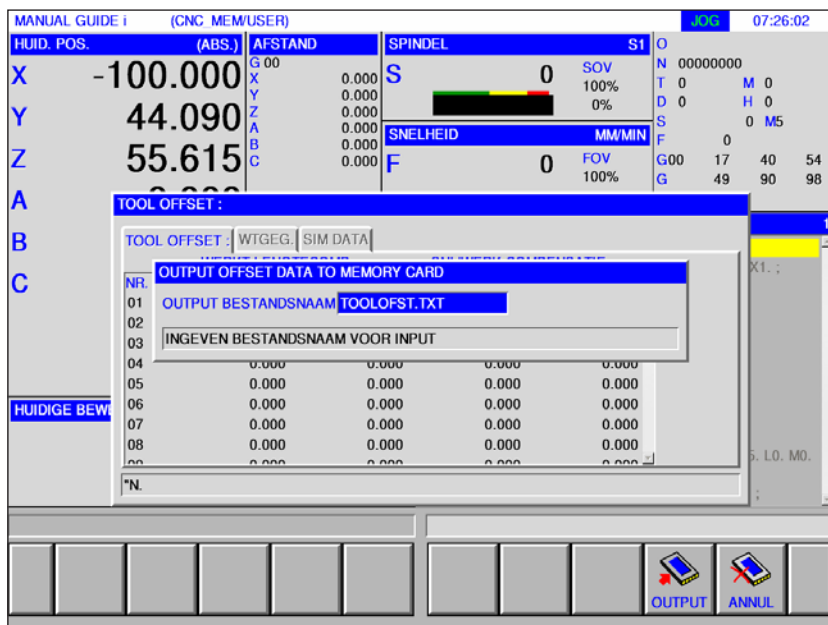 MANUAL GUIDE i (CNC_MEM/USER) JOG 07:26:02
HUID. POS. (ABS.)
X -100.000
Y 44.090
Z 55.615
A
B
C
AFSTAND
G 00
X 0.000
Y 0.000
Z 0.000
A 0.000
B 0.000
C 0.000
SPINDEL S1
S 0 SOV
100%
0%
SNELHEID MM/MIN
F 0 FOV
100%
O
N 00000000
T 0 M 0
D 0 H 0
S 0 M5
F 0
G00 17 40 54
G 49 90 98
TOOL OFFSET :
TOOL OFFSET : WTGEG. SIM DATA
NR.
01
02
03
OUTPUT OFFSET DATA TO MEMORY CARD
OUTPUT BESTANDSNAAM TOOLOFST.TXT
INGEVEN BESTANDSNAAM VOOR INPUT
04 0.000 0.000 0.000 0.000
05 0.000 0.000 0.000 0.000
06 0.000 0.000 0.000 0.000
07 0.000 0.000 0.000 0.000
08 0.000 0.000 0.000 0.000
"N.
HUIDIGE BEW
X1. ;
5. L0. M0.
;
OUTPUT ANNUL